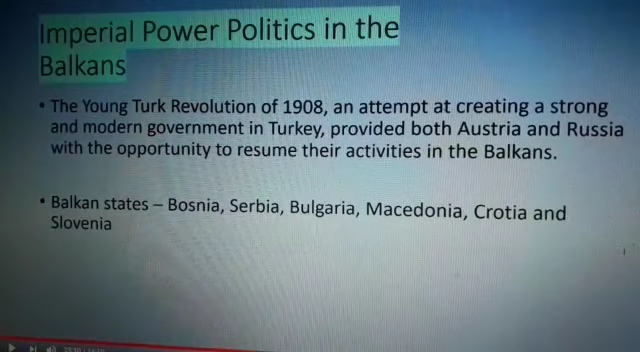 Imperial Power Politics in the
Balkans
• The Young Turk Revolution of 1908, an attempt at creating a strong
and modern government in Turkey, provided both Austria and Russia
with the opportunity to resume their activities in the Balkans.
• Balkan states – Bosnia, Serbia, Bulgaria, Macedonia, Crotia and
Slovenia